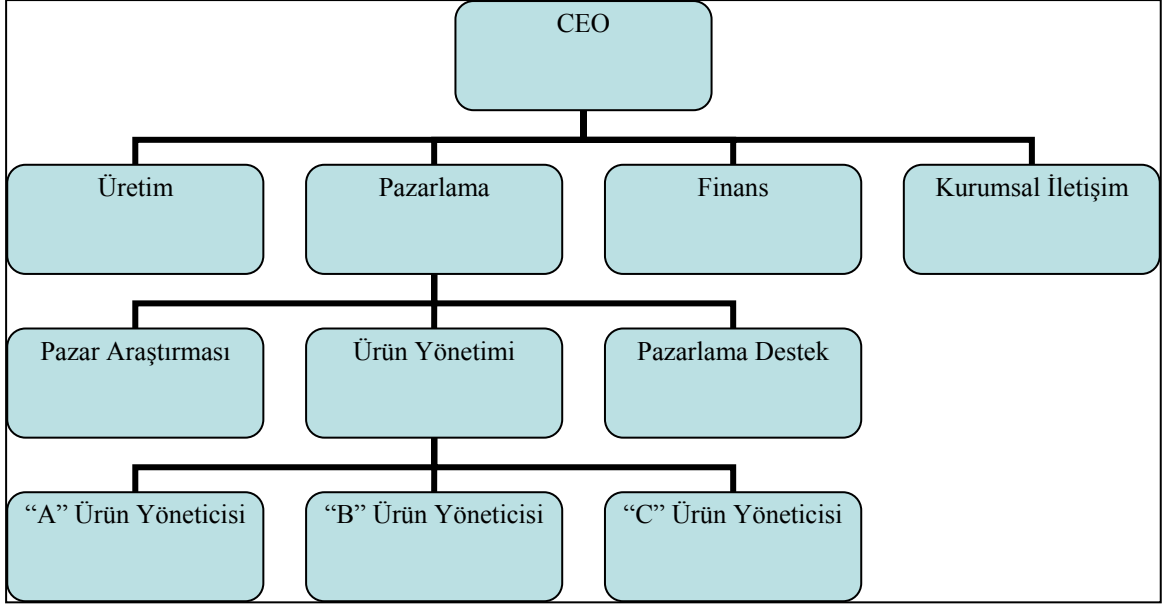 CEO
Üretim
Pazarlama
Finans
Kurumsal İletişim
Pazar Araştırması
Ürün Yönetimi
Pazarlama Destek
“A” Ürün Yöneticisi
“B” Ürün Yöneticisi
“C” Ürün Yöneticisi